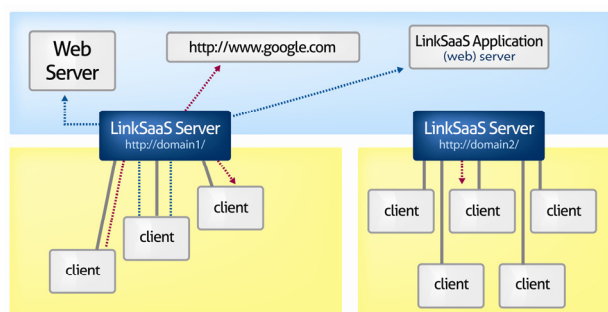 Web
Server
http://www.google.com
LinkSaaS Application
(web) server
LinkSaaS Server
http://domain1/
LinkSaaS Server
http://domain2/
client
client
client
client
client
client
client
client